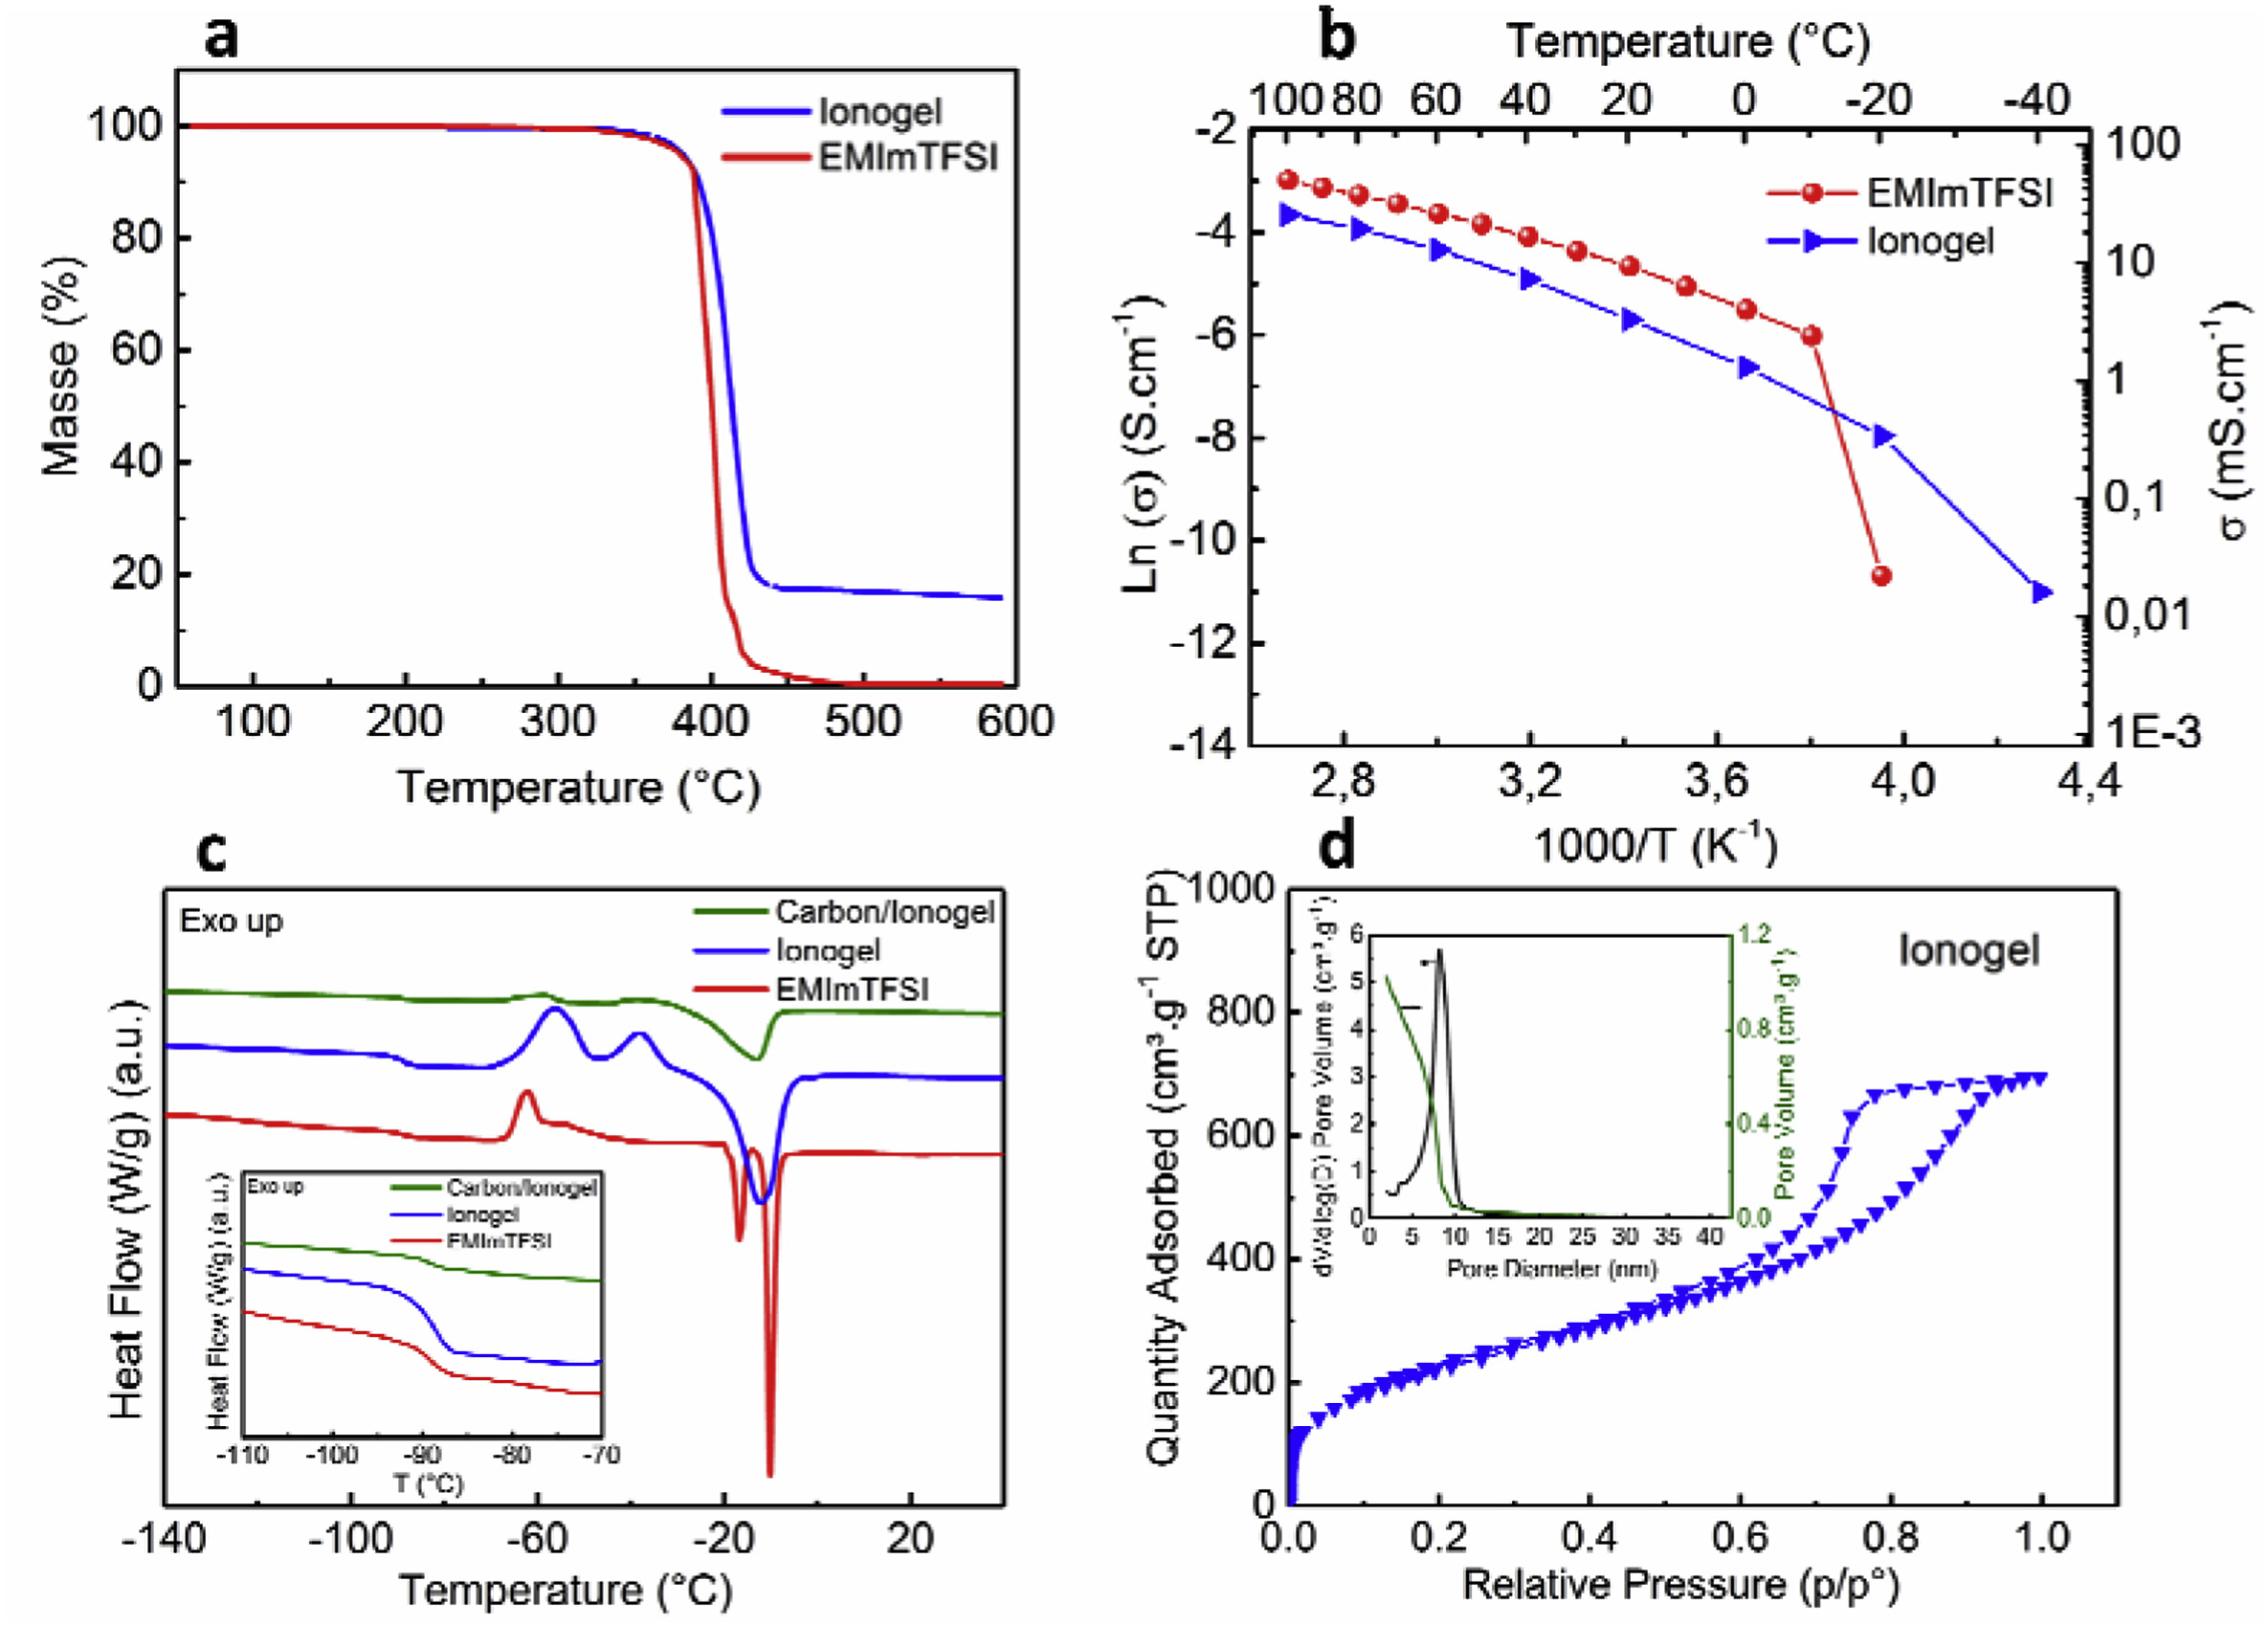 a
100
80
60
40
20
0
Masse (%)
Ionogel
EMImTFSI
100 200 300 400 500 600
Temperature (°C)
b
Temperature (°C)
100 80 60 40 20 0 -20 -40
-2
-4
-6
-8
-10
-12
-14
Ln (σ) (S.cm⁻¹)
EMImTFSI
Ionogel
100
10
1
0,1
0,01
1E-3
σ (mS.cm⁻¹)
2,8 3,2 3,6 4,0 4,4
1000/T (K⁻¹)
c
Exo up
Carbon/Ionogel
Ionogel
EMImTFSI
Heat Flow (W/g) (a.u.)
Exo up
Carbon/Ionogel
Ionogel
EMImTFSI
Heat Flow (W/g) (a.u.)
-110 -100 -90 -80 -70
T (°C)
-140 -100 -60 -20 20
Temperature (°C)
d
1000
800
600
400
200
0
Quantity Adsorbed (cm³.g⁻¹ STP)
Ionogel
6
5
4
3
2
1
0
dV/dlog(D) Pore Volume (cm³.g⁻¹)
1.2
0.8
0.4
0.0
Pore Volume (cm³.g⁻¹)
0 5 10 15 20 25 30 35 40
Pore Diameter (nm)
0.0 0.2 0.4 0.6 0.8 1.0
Relative Pressure (p/p°)